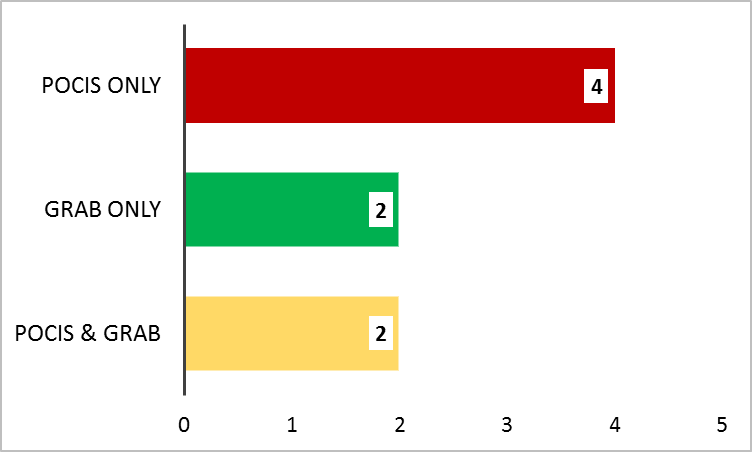 POCIS ONLY
4
GRAB ONLY
2
POCIS & GRAB
2
0 1 2 3 4 5